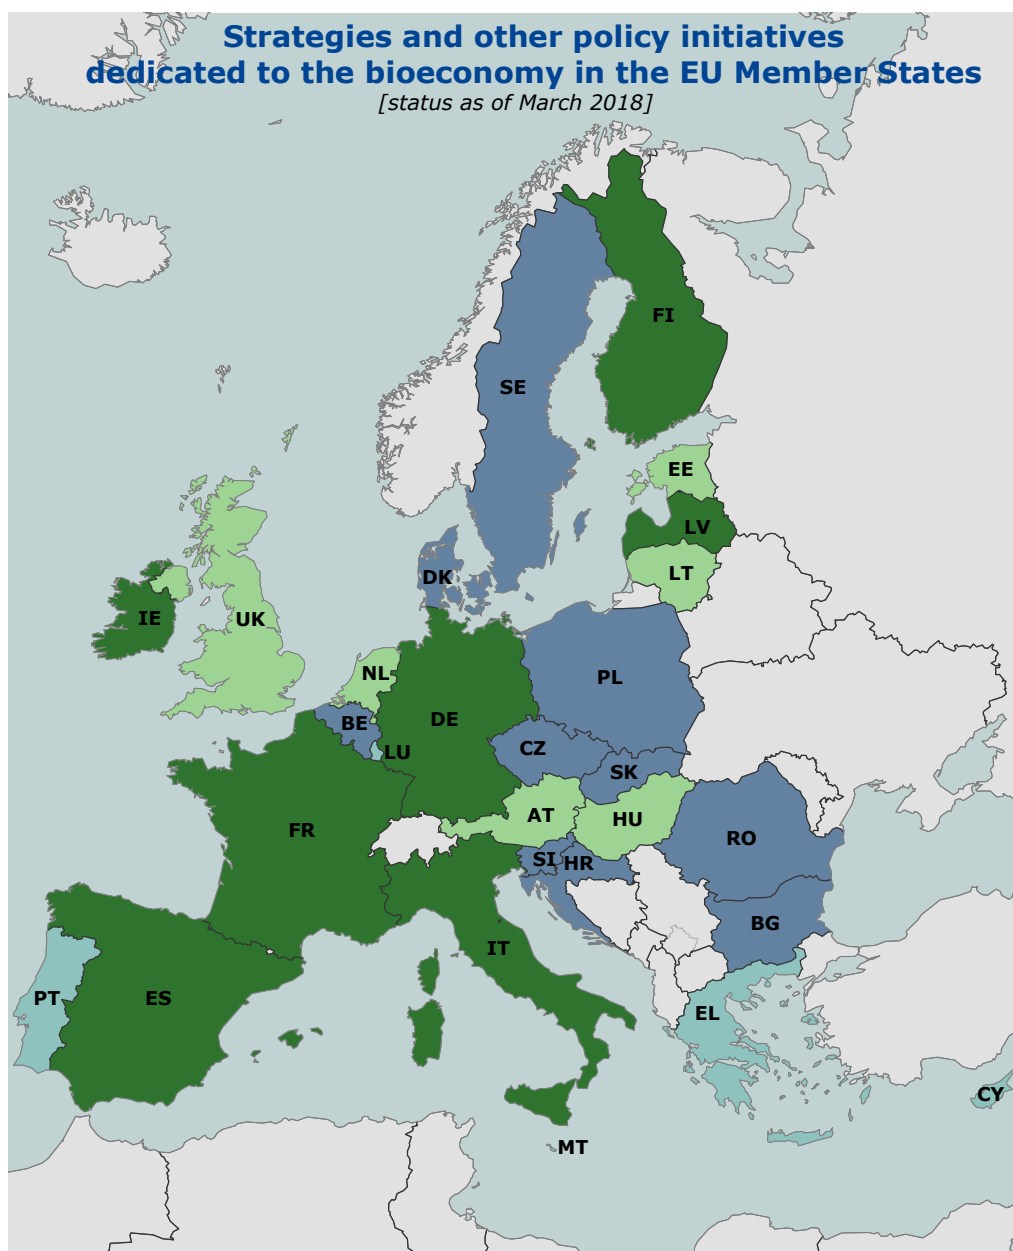 Strategies and other policy initiatives
dedicated to the bioeconomy in the EU Member States
[status as of March 2018]
FI
SE
EE
LV
LT
DK
IE
UK
NL
PL
BE
DE
LU
CZ
SK
AT
HU
FR
RO
SI
HR
BG
IT
PT
ES
EL
CY
MT